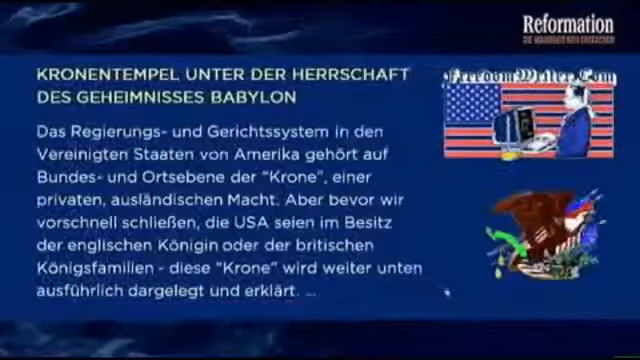 Reformation
KRONENTEMPEL UNTER DER HERRSCHAFT
DES GEHEIMNISSES BABYLON
FreedomWriter.Com
Das Regierungs- und Gerichtssystem in den
Vereinigten Staaten von Amerika gehört auf
Bundes- und Ortsebene der "Krone", einer
privaten, ausländischen Macht. Aber bevor wir
vorschnell schließen, die USA seien im Besitz
der englischen Königin oder der britischen
Königsfamilien - diese "Krone" wird weiter unten
ausführlich dargelegt und erklärt. ...